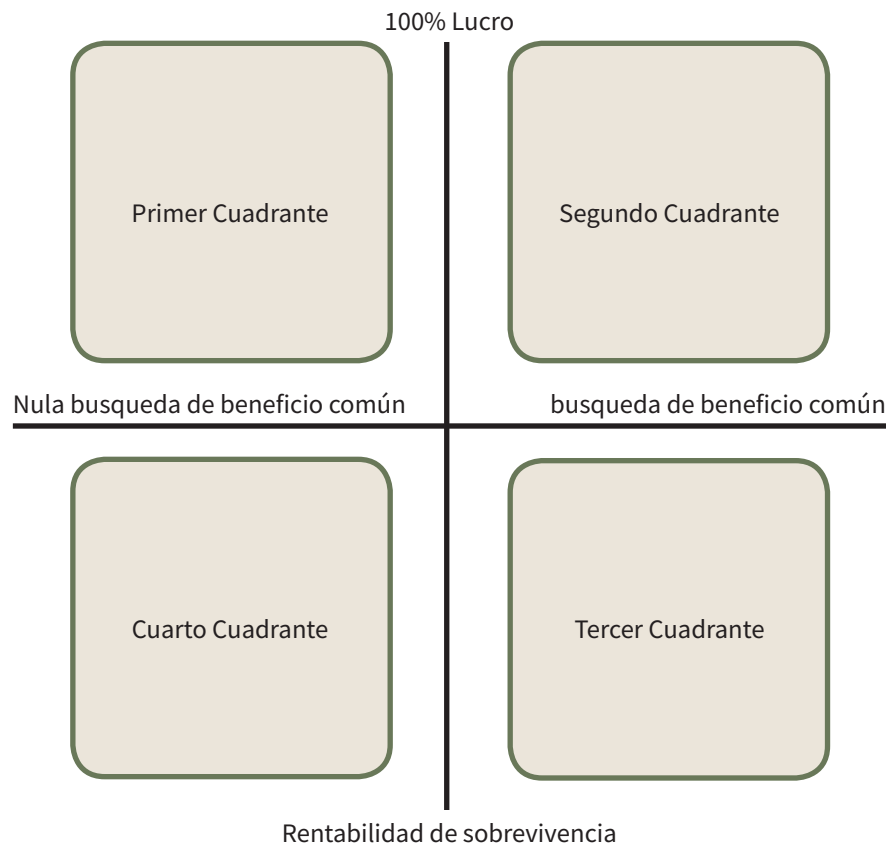 100% Lucro
Primer Cuadrante
Segundo Cuadrante
Nula busqueda de beneficio común
busqueda de beneficio común
Cuarto Cuadrante
Tercer Cuadrante
Rentabilidad de sobrevivencia